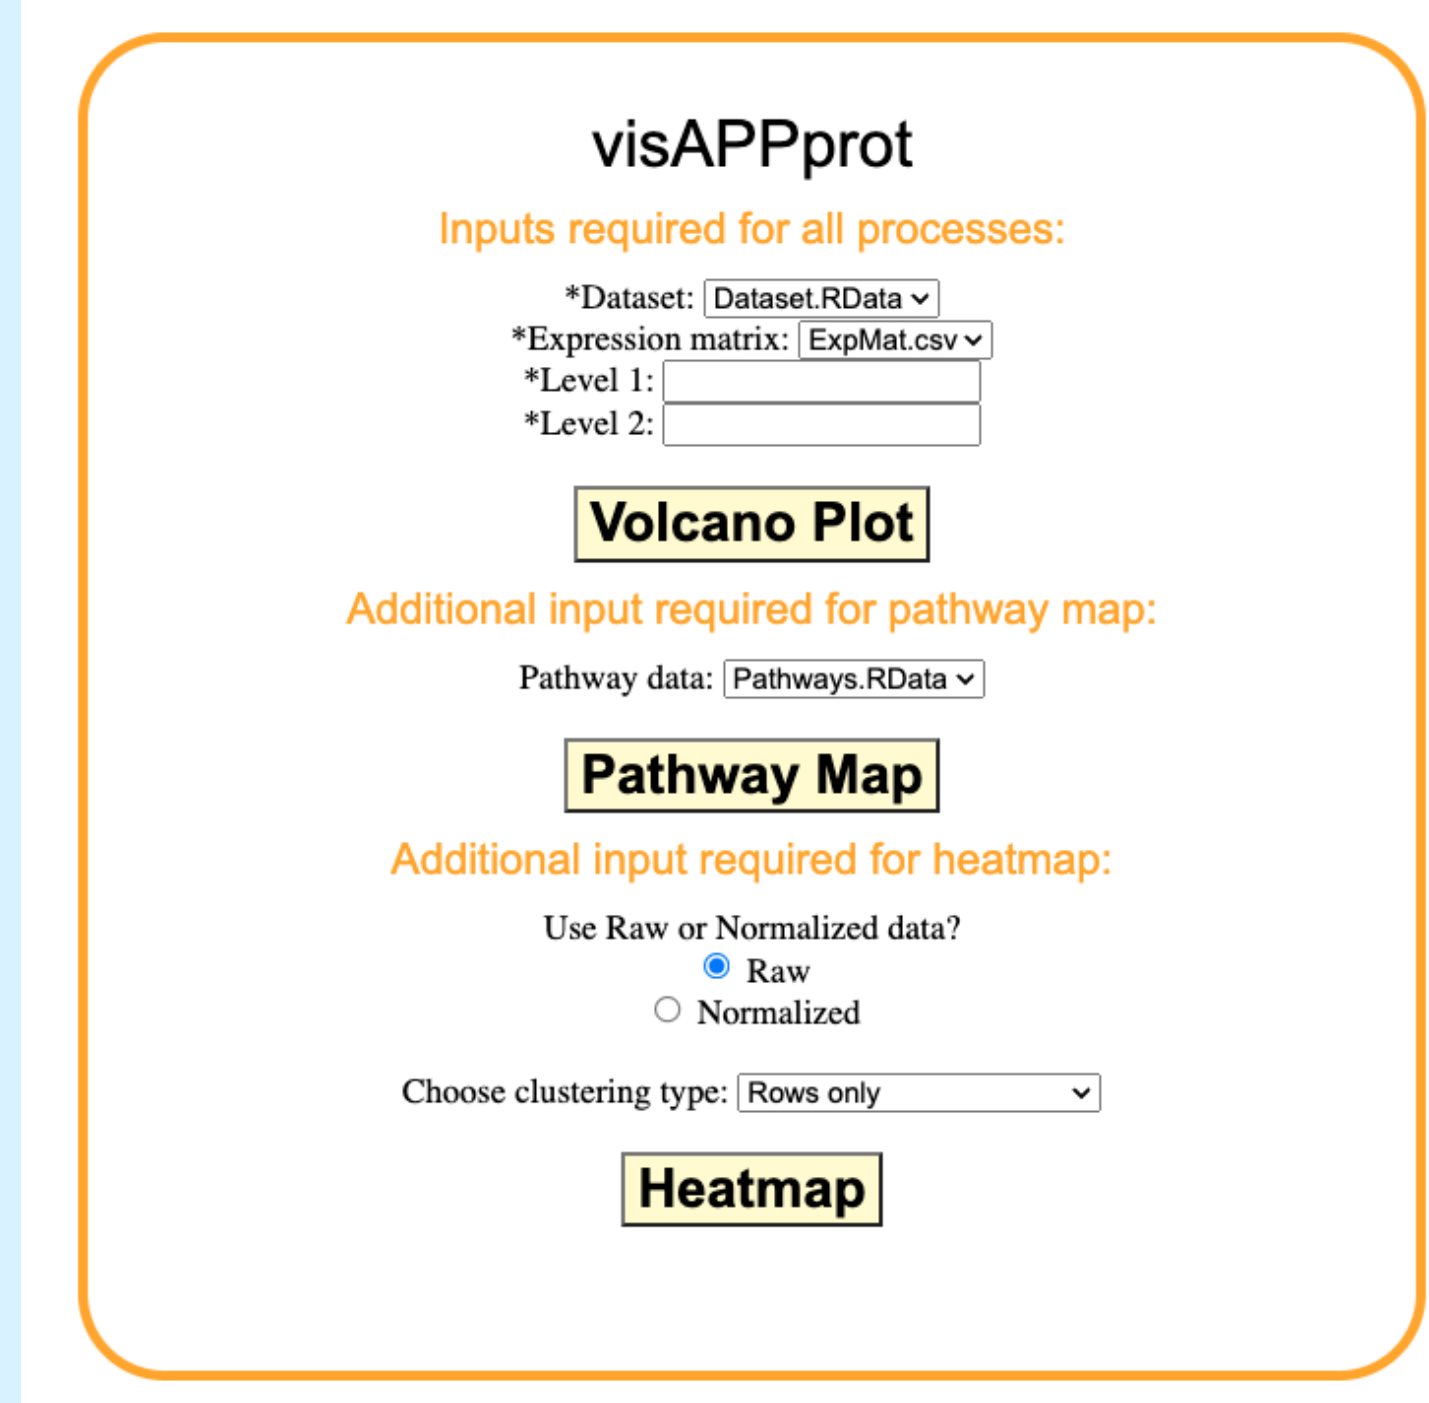 visAPPprot
Inputs required for all processes:
*Dataset: Dataset.RData
*Expression matrix: ExpMat.csv
*Level 1:
*Level 2:
Volcano Plot
Additional input required for pathway map:
Pathway data: Pathways.RData
Pathway Map
Additional input required for heatmap:
Use Raw or Normalized data?
Raw
Normalized
Choose clustering type: Rows only
Heatmap